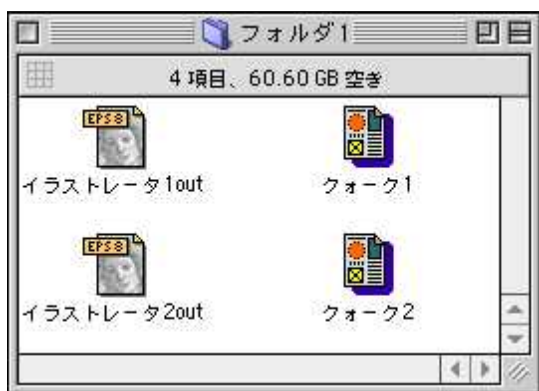 フォルダ1
4 項目、60.60 GB 空き
EPS 8
イラストレータ1out
クォーク1
EPS 8
イラストレータ2out
クォーク2